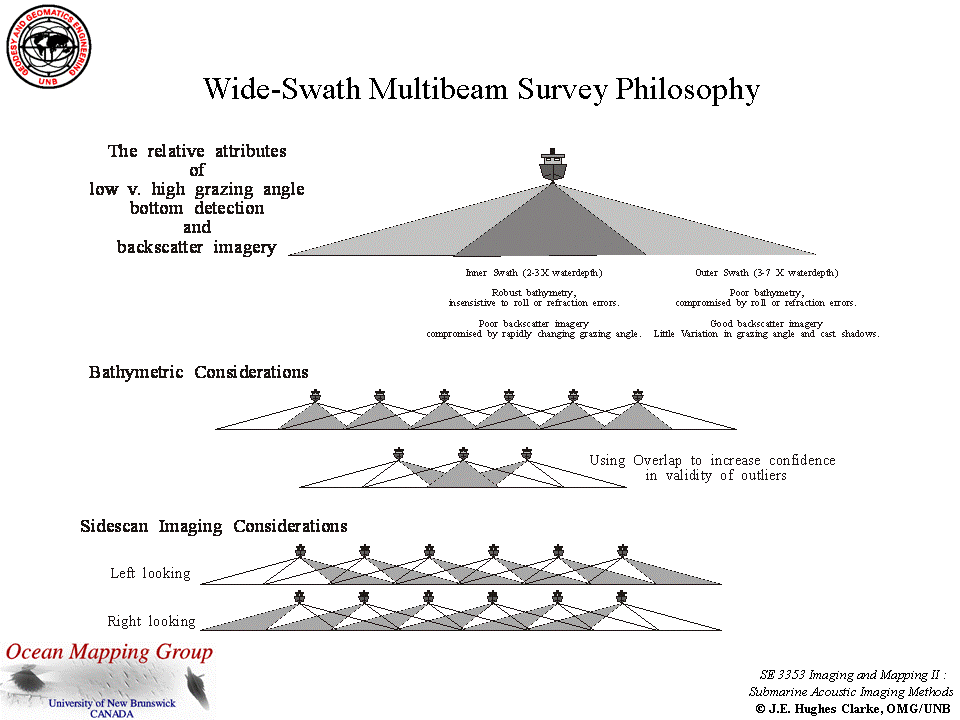 GEODESY AND GEOMATICS ENGINEERING
UNB
Wide-Swath Multibeam Survey Philosophy
The relative attributes
of
low v. high grazing angle
bottom detection
and
backscatter imagery
Inner Swath (2-3X waterdepth)
Robust bathymetry,
insensistive to roll or refraction errors.
Poor backscatter imagery
compromised by rapidly changing grazing angle.
Outer Swath (3-7 X waterdepth)
Poor bathymetry,
compromised by roll or refraction errors.
Good backscatter imagery
Little Variation in grazing angle and cast shadows.
Bathymetric Considerations
Using Overlap to increase confidence
in validity of outliers
Sidescan Imaging Considerations
Left looking
Right looking
Ocean Mapping Group
University of New Brunswick
CANADA
SE 3353 Imaging and Mapping II :
Submarine Acoustic Imaging Methods
© J.E. Hughes Clarke, OMG/UNB